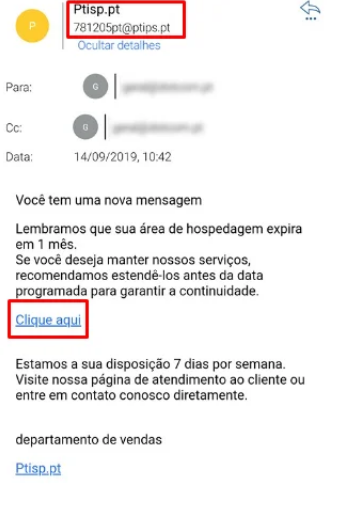 P
Ptisp.pt
781205pt@ptips.pt
Ocultar detalhes
Para:
G
Cc:
G
Data: 14/09/2019, 10:42
Você tem uma nova mensagem
Lembramos que sua área de hospedagem expira
em 1 mês.
Se você deseja manter nossos serviços,
recomendamos estendê-los antes da data
programada para garantir a continuidade.
Clique aqui
Estamos a sua disposição 7 dias por semana.
Visite nossa página de atendimento ao cliente ou
entre em contato conosco diretamente.
departamento de vendas
Ptisp.pt